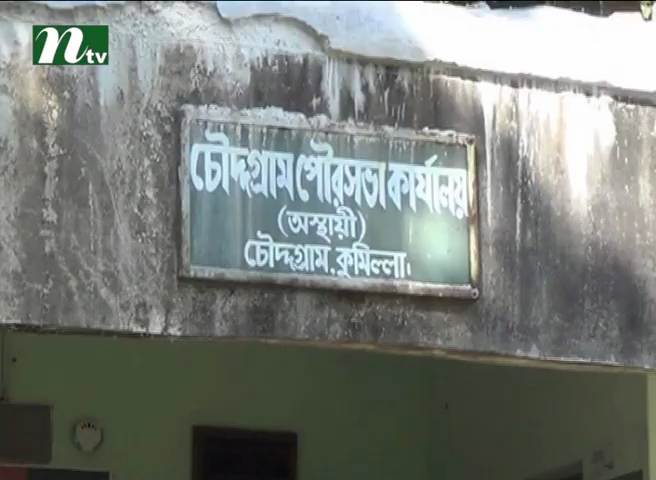 ntv
চৌদ্দগ্রাম পৌরসভা কার্যালয়
(অস্থায়ী)
চৌদ্দগ্রাম, কুমিল্লা।